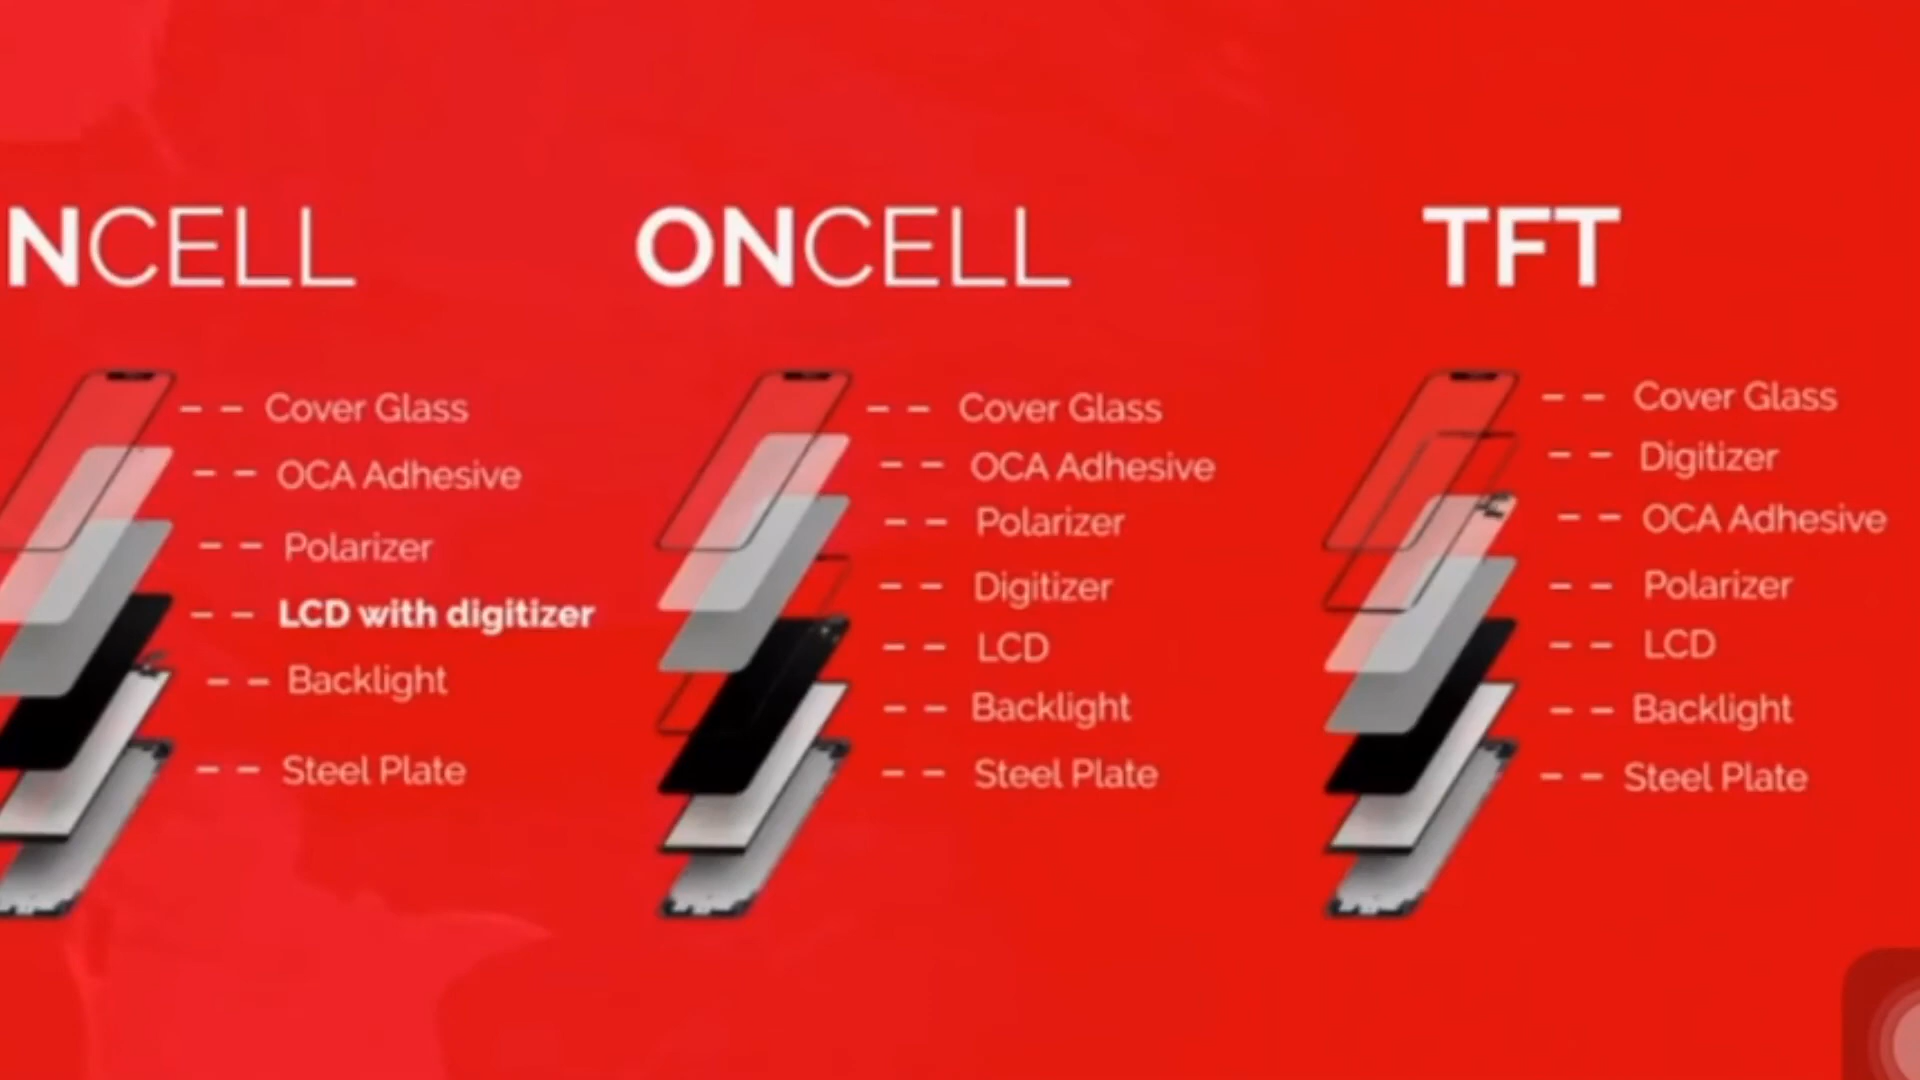 NCELL
Cover Glass
OCA Adhesive
Polarizer
LCD with digitizer
Backlight
Steel Plate
ONCELL
Cover Glass
OCA Adhesive
Polarizer
Digitizer
LCD
Backlight
Steel Plate
TFT
Cover Glass
Digitizer
OCA Adhesive
Polarizer
LCD
Backlight
Steel Plate